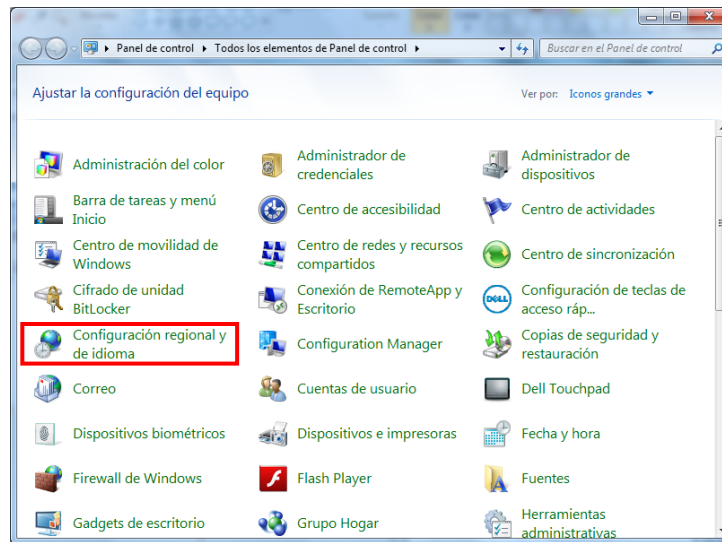 Panel de control ▸ Todos los elementos de Panel de control ▸
Buscar en el Panel de control
Ajustar la configuración del equipo
Ver por: Iconos grandes
Administración del color
Administrador de
credenciales
Administrador de
dispositivos
Barra de tareas y menú
Inicio
Centro de accesibilidad
Centro de actividades
Centro de movilidad de
Windows
Centro de redes y recursos
compartidos
Centro de sincronización
Cifrado de unidad
BitLocker
Conexión de RemoteApp y
Escritorio
DELL
Configuración de teclas de
acceso ráp...
Configuración regional y
de idioma
Configuration Manager
Copias de seguridad y
restauración
Correo
Cuentas de usuario
Dell Touchpad
Dispositivos biométricos
Dispositivos e impresoras
Fecha y hora
Firewall de Windows
Flash Player
Fuentes
Gadgets de escritorio
Grupo Hogar
Herramientas
administrativas